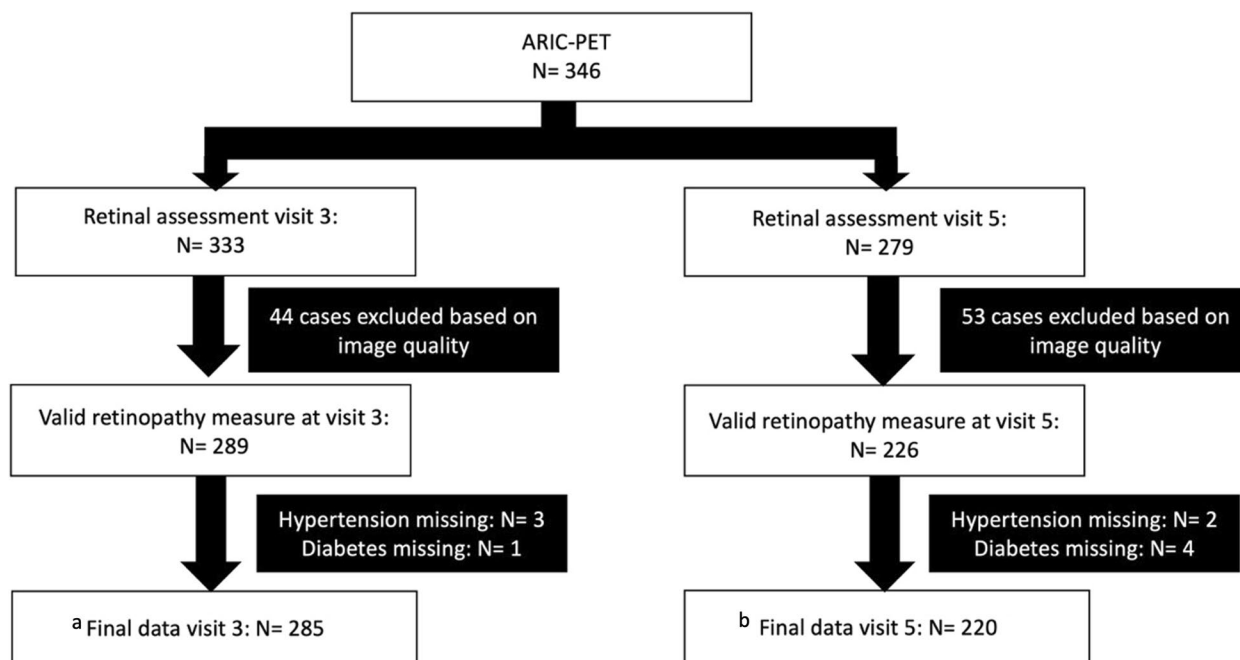 ARIC-PET
N= 346
Retinal assessment visit 3:
N= 333
44 cases excluded based on
image quality
Valid retinopathy measure at visit 3:
N= 289
Hypertension missing: N= 3
Diabetes missing: N= 1
a Final data visit 3: N= 285
Retinal assessment visit 5:
N= 279
53 cases excluded based on
image quality
Valid retinopathy measure at visit 5:
N= 226
Hypertension missing: N= 2
Diabetes missing: N= 4
b Final data visit 5: N= 220